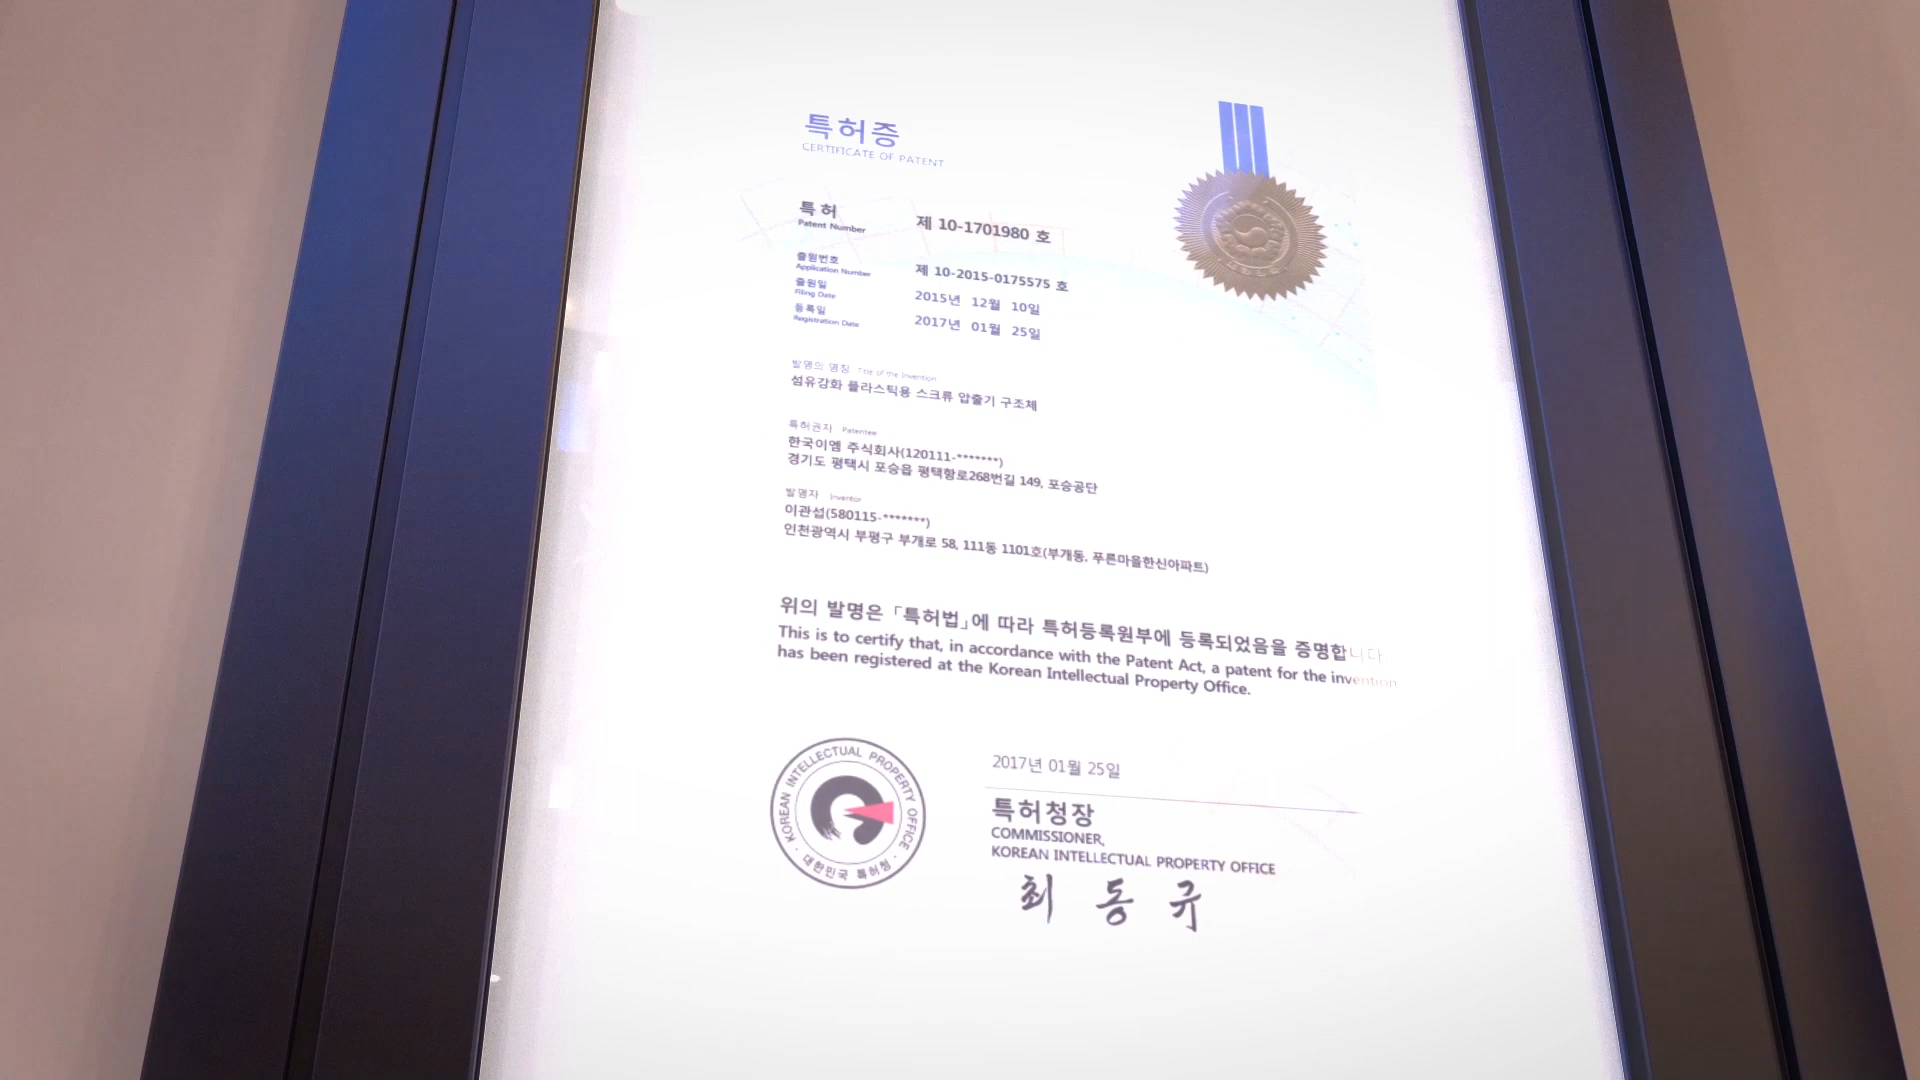 특허증
CERTIFICATE OF PATENT
특허
Patent Number
제 10-1701980 호
출원번호
Application Number
제 10-2015-0175575 호
출원일
Filing Date
2015년 12월 10일
등록일
Registration Date
2017년 01월 25일
발명의 명칭 Title of the Invention
섬유강화 플라스틱용 스크류 압출기 구조체
특허권자 Patentee
한국이엠 주식회사(120111-*******)
경기도 평택시 포승읍 평택항로268번길 149, 포승공단
발명자 Inventor
이관섭(580115-*******)
인천광역시 부평구 부개로 58, 111동 1101호(부개동, 푸른마을한신아파트)
위의 발명은 「특허법」에 따라 특허등록원부에 등록되었음을 증명합니다
This is to certify that, in accordance with the Patent Act, a patent for the invention
has been registered at the Korean Intellectual Property Office.
KOREAN INTELLECTUAL PROPERTY OFFICE
대한민국 특허청
2017년 01월 25일
특허청장
COMMISSIONER,
KOREAN INTELLECTUAL PROPERTY OFFICE
최동규